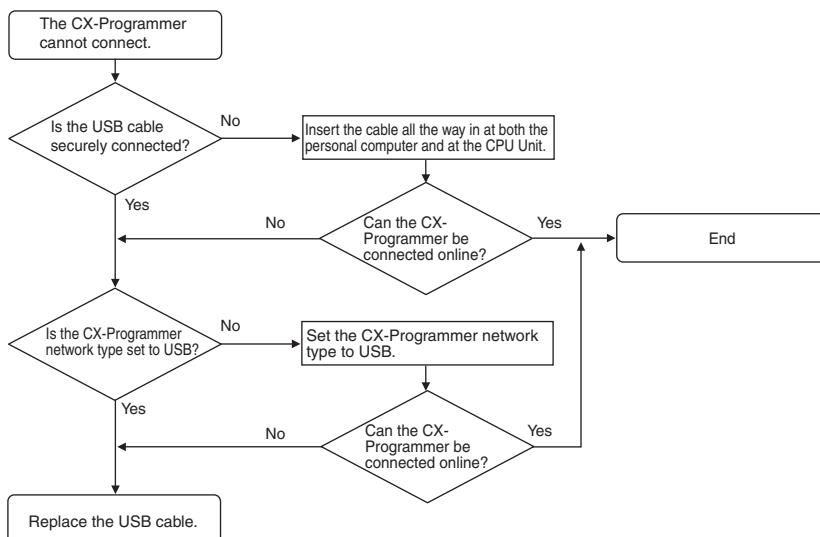 The CX-Programmer
cannot connect.
Is the USB cable
securely connected?
No
Insert the cable all the way in at both the
personal computer and at the CPU Unit.
Yes
No
Can the CX-
Programmer be
connected online?
Yes
End
Is the CX-Programmer
network type set to USB?
No
Set the CX-Programmer network
type to USB.
Yes
No
Can the CX-
Programmer be
connected online?
Yes
Replace the USB cable.